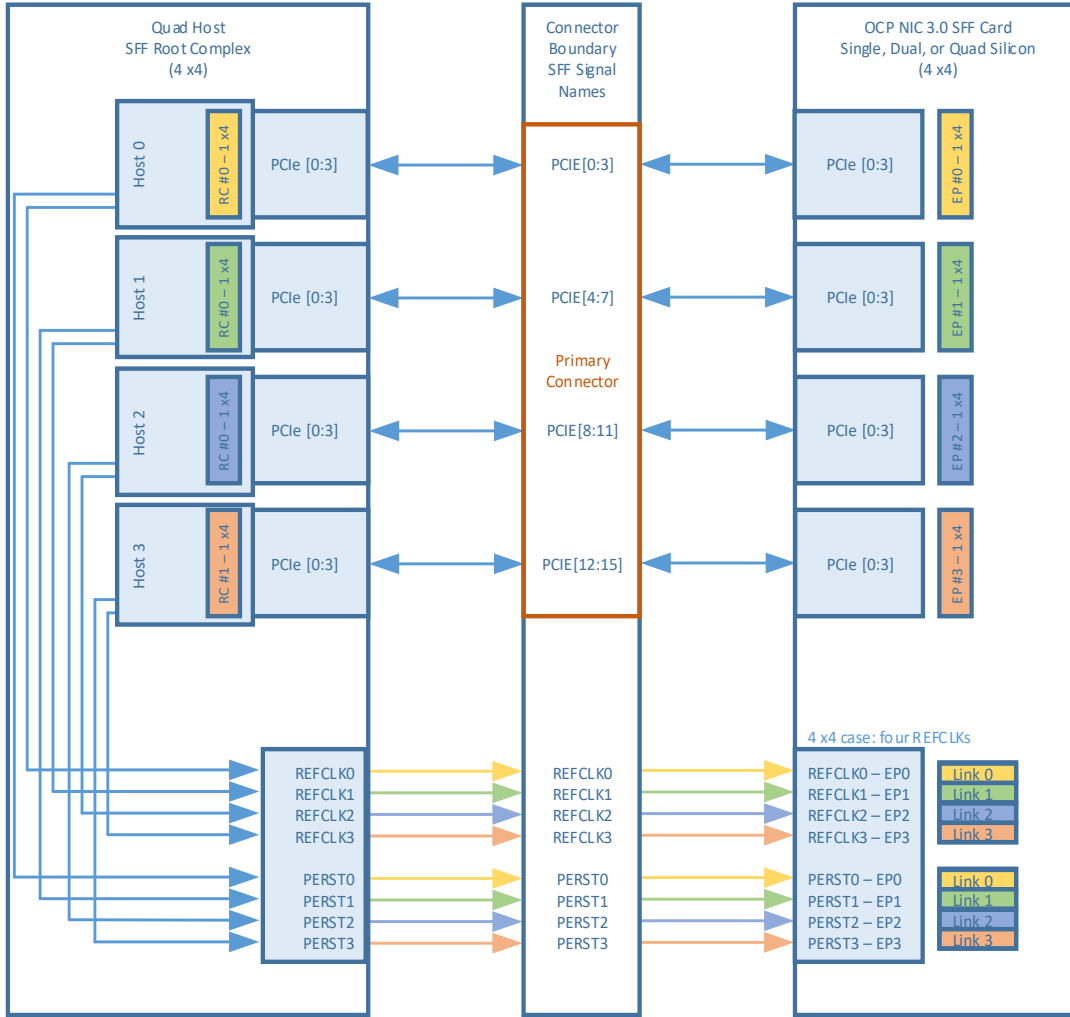 Quad Host
SFF Root Complex
(4 x4)
Connector
Boundary
SFF Signal
Names
OCP NIC 3.0 SFF Card
Single, Dual, or Quad Silicon
(4 x4)
Host 0
RC #0 – 1 x4
PCIe [0:3]
PCIE[0:3]
PCIe [0:3]
EP #0 – 1 x4
Host 1
RC #0 – 1 x4
PCIe [0:3]
PCIE[4:7]
PCIe [0:3]
EP #1 – 1 x4
Primary
Connector
Host 2
RC #0 – 1 x4
PCIe [0:3]
PCIE[8:11]
PCIe [0:3]
EP #2 – 1 x4
Host 3
RC #1 – 1 x4
PCIe [0:3]
PCIE[12:15]
PCIe [0:3]
EP #3 – 1 x4
4 x4 case: four REFCLKs
REFCLK0
REFCLK0
REFCLK0 – EP0
Link 0
REFCLK1
REFCLK1
REFCLK1 – EP1
Link 1
REFCLK2
REFCLK2
REFCLK2 – EP2
Link 2
REFCLK3
REFCLK3
REFCLK3 – EP3
Link 3
PERST0
PERST0
PERST0 – EP0
Link 0
PERST1
PERST1
PERST1 – EP1
Link 1
PERST2
PERST2
PERST2 – EP2
Link 2
PERST3
PERST3
PERST3 – EP3
Link 3